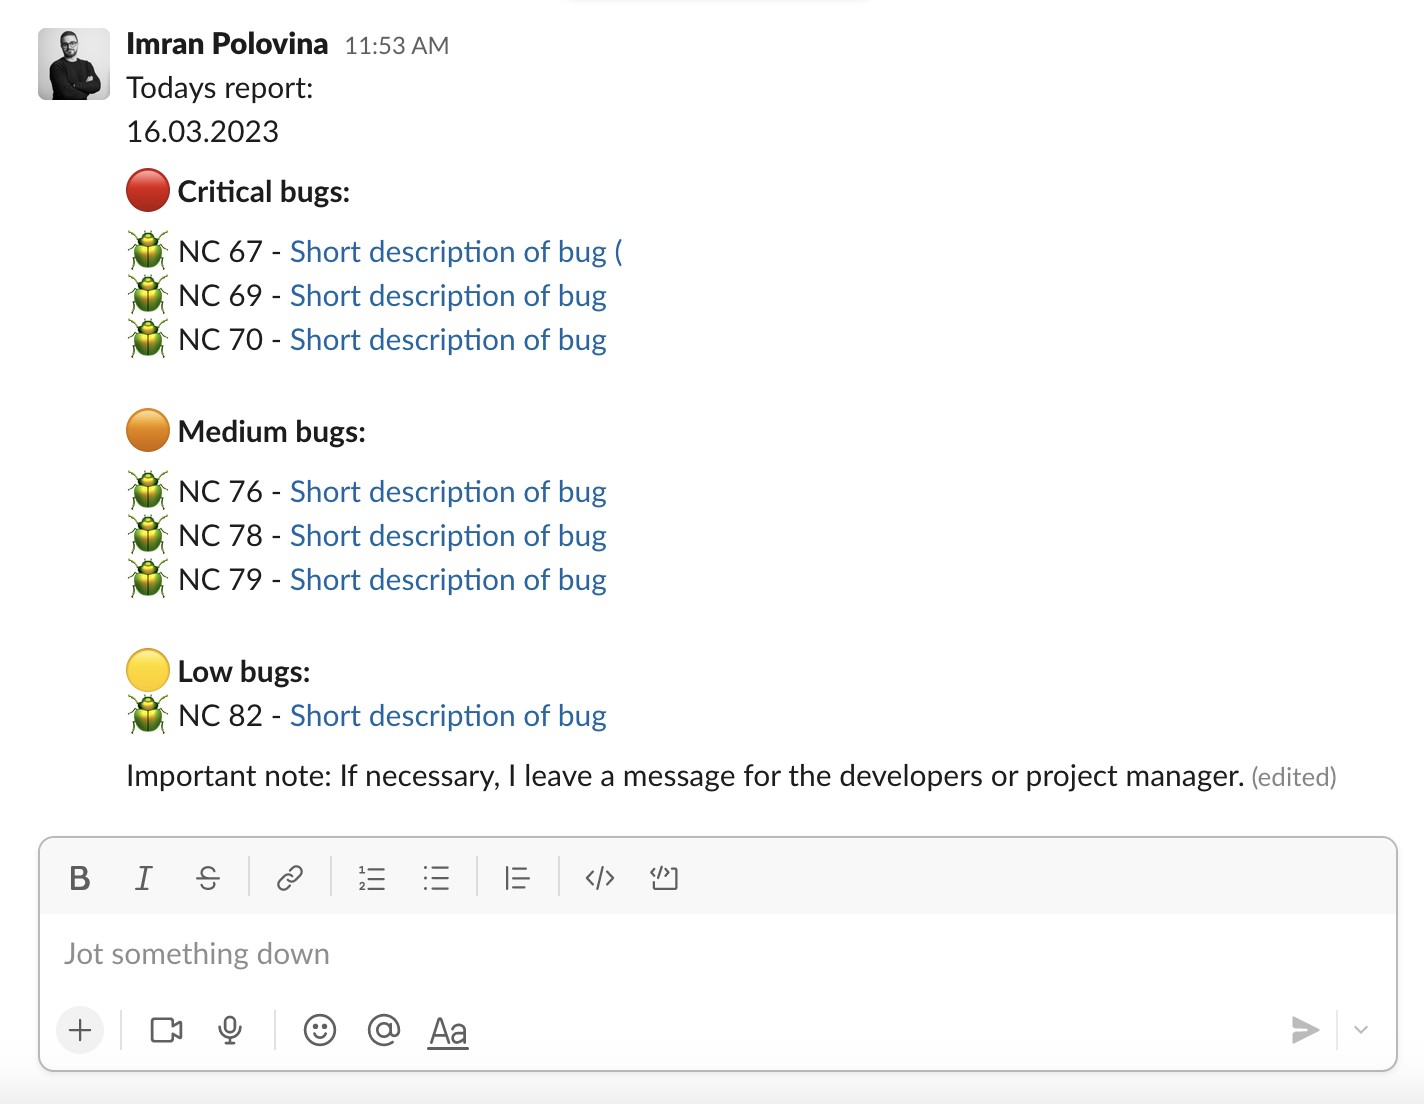 Imran Polovina 11:53 AM
Todays report:
16.03.2023
Critical bugs:
NC 67 - Short description of bug (
NC 69 - Short description of bug
NC 70 - Short description of bug
Medium bugs:
NC 76 - Short description of bug
NC 78 - Short description of bug
NC 79 - Short description of bug
Low bugs:
NC 82 - Short description of bug
Important note: If necessary, I leave a message for the developers or project manager. (edited)
Jot something down
Aa